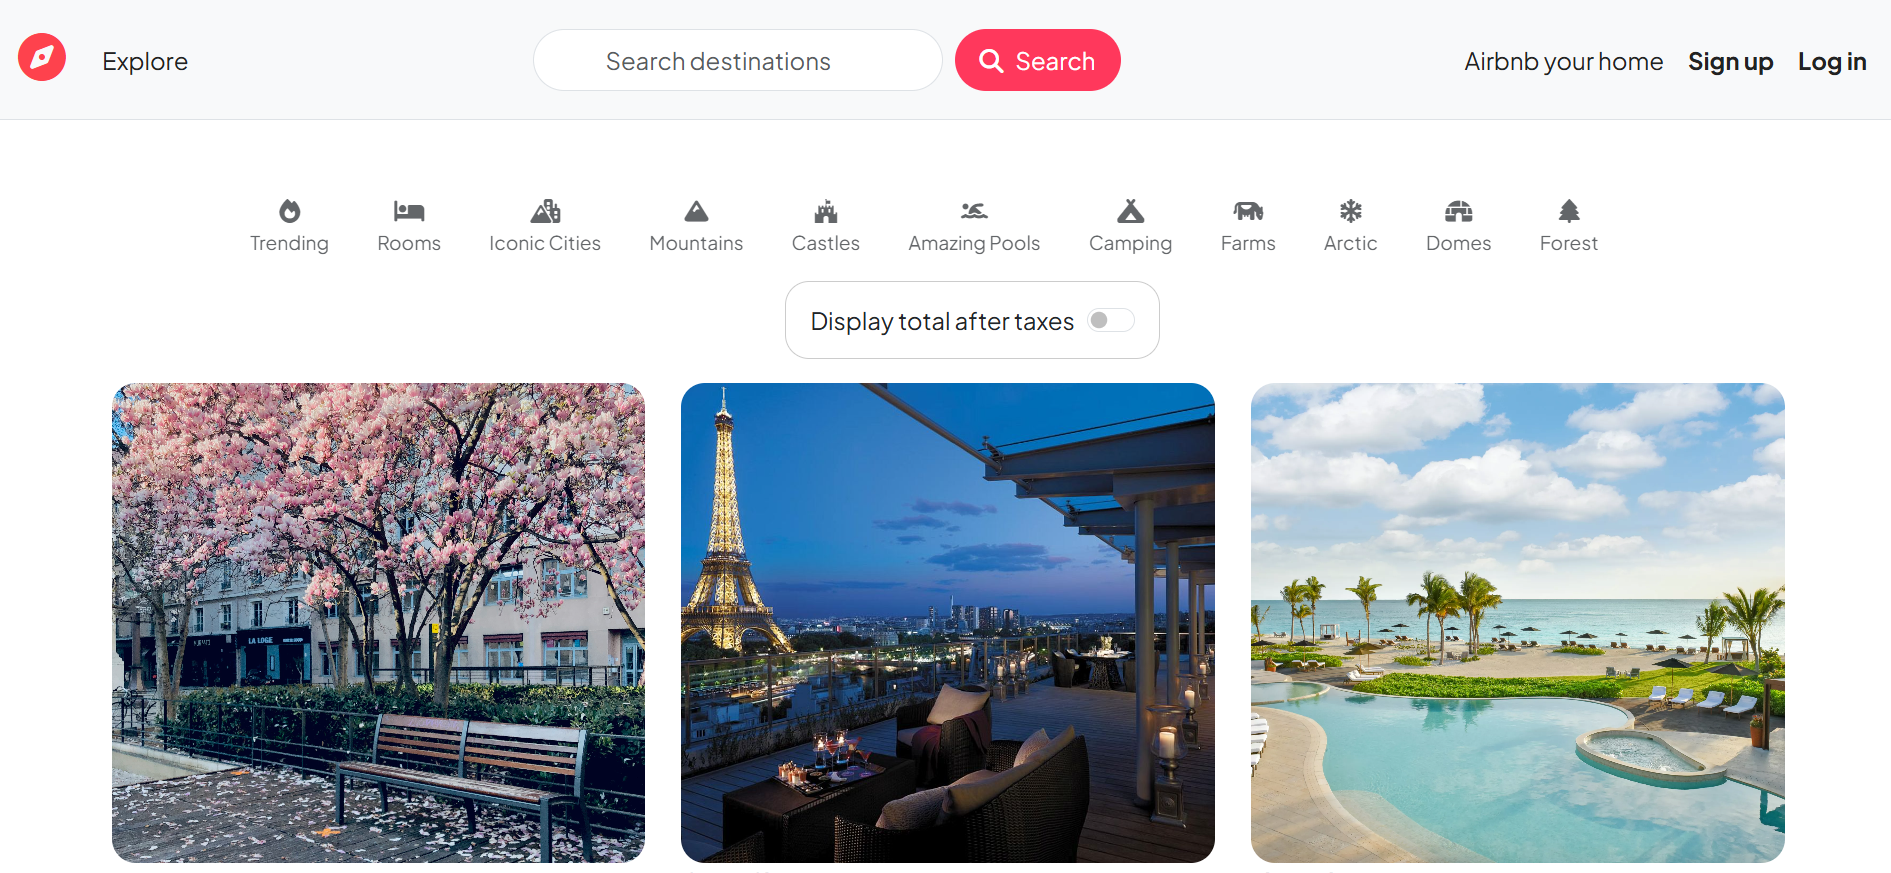 Explore
Search destinations
Search
Airbnb your home
Sign up
Log in
Trending
Rooms
Iconic Cities
Mountains
Castles
Amazing Pools
Camping
Farms
Arctic
Domes
Forest
Display total after taxes
LA LOGE